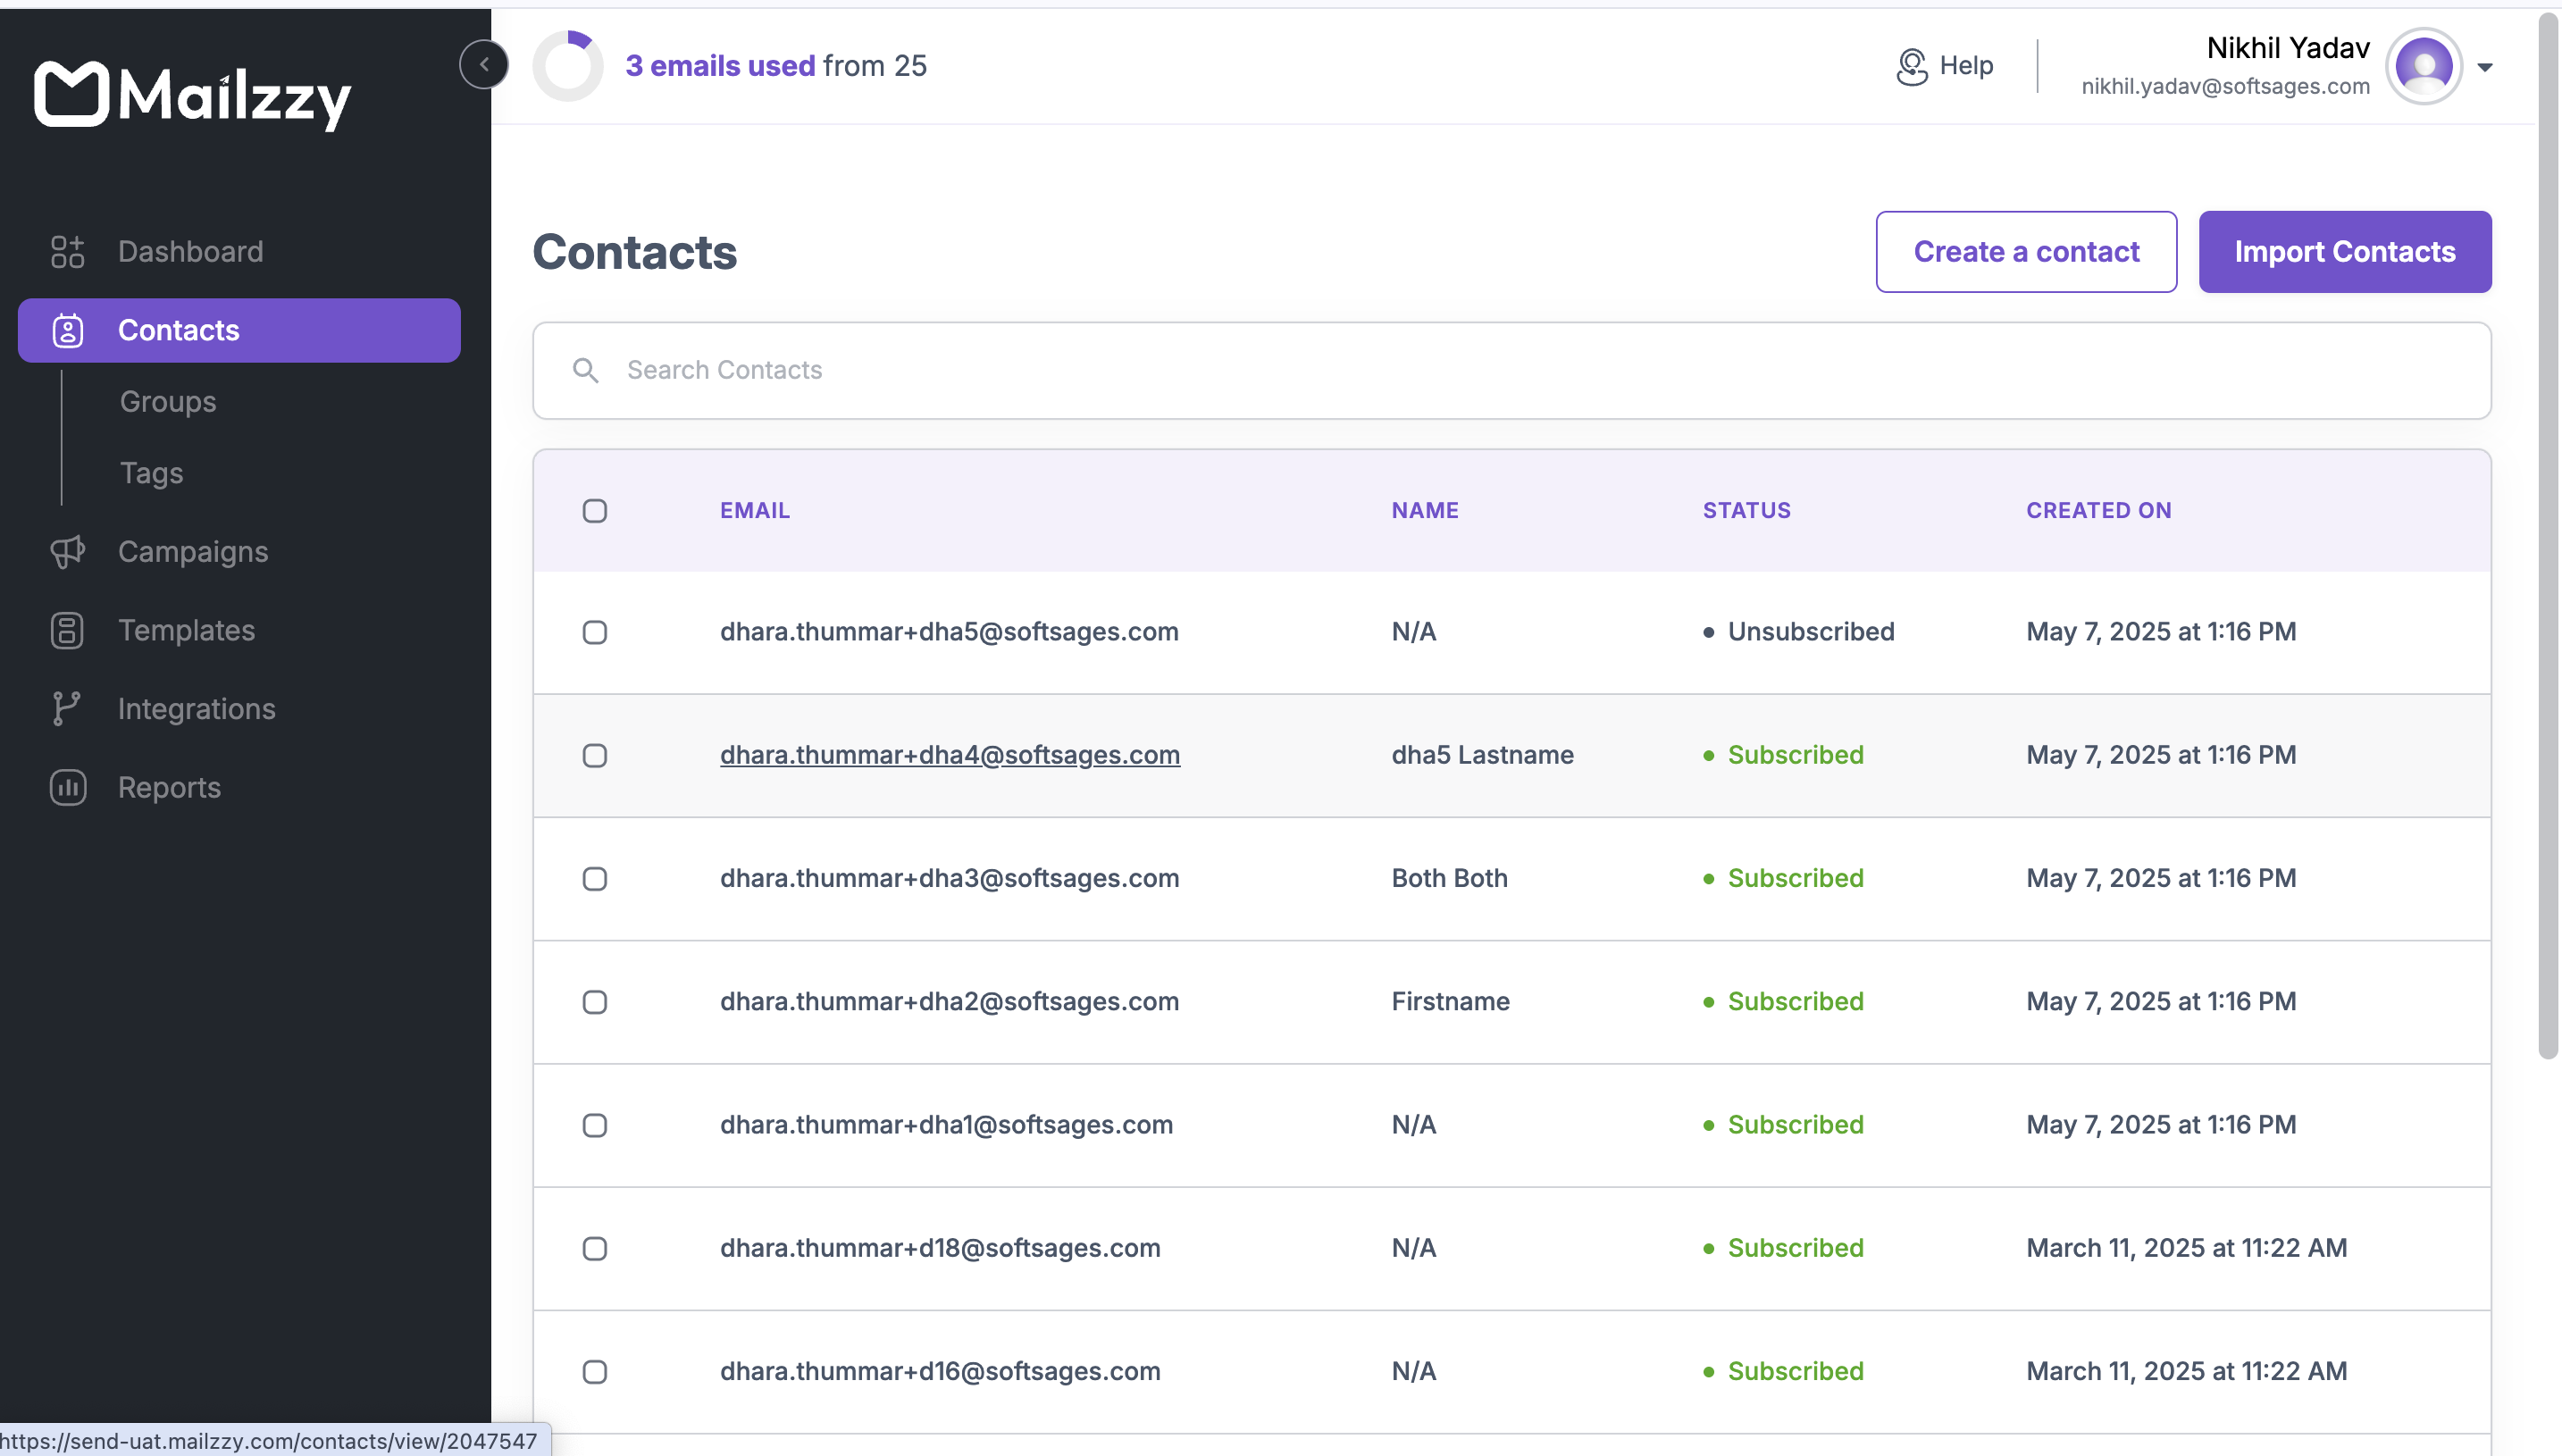 Mailzzy
3 emails used from 25
Help
Nikhil Yadav
nikhil.yadav@softsages.com
Dashboard
Contacts
Groups
Tags
Campaigns
Templates
Integrations
Reports
Contacts
Create a contact
Import Contacts
Search Contacts
EMAIL NAME STATUS CREATED ON
dhara.thummar+dha5@softsages.com N/A Unsubscribed May 7, 2025 at 1:16 PM
dhara.thummar+dha4@softsages.com dha5 Lastname Subscribed May 7, 2025 at 1:16 PM
dhara.thummar+dha3@softsages.com Both Both Subscribed May 7, 2025 at 1:16 PM
dhara.thummar+dha2@softsages.com Firstname Subscribed May 7, 2025 at 1:16 PM
dhara.thummar+dha1@softsages.com N/A Subscribed May 7, 2025 at 1:16 PM
dhara.thummar+d18@softsages.com N/A Subscribed March 11, 2025 at 11:22 AM
dhara.thummar+d16@softsages.com N/A Subscribed March 11, 2025 at 11:22 AM
https://send-uat.mailzzy.com/contacts/view/2047547